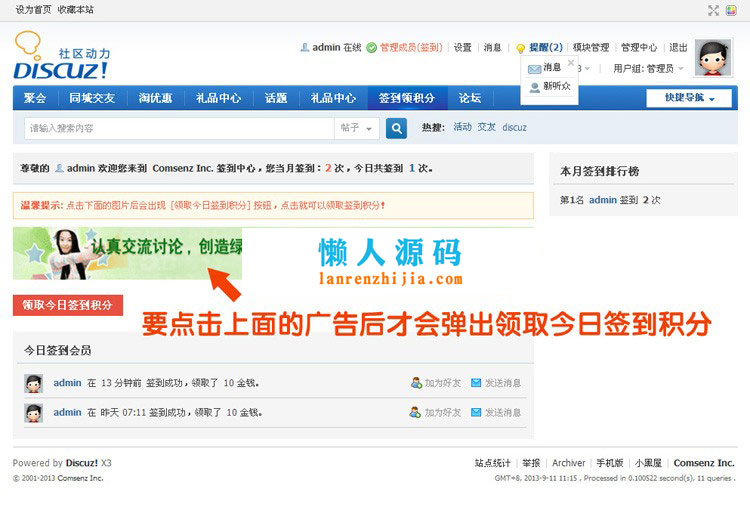 设为首页 收藏本站
社区动力
DISCUZ!
admin 在线 管理成员(签到) | 设置 | 消息 | 提醒(2) | 模块管理 | 管理中心 | 退出
消息
新听众
3
用户组: 管理员
聚会 同城交友 淘优惠 礼品中心 话题 礼品中心 签到领积分 论坛 快捷导航
请输入搜索内容 帖子 热搜: 活动 交友 discuz
尊敬的 admin 欢迎您来到 Comsenz Inc. 签到中心，您当月签到：2 次，今日共签到 1 次。
本月签到排行榜
第1名 admin 签到 2 次
温馨提示: 点击下面的图片后会出现 [领取今日签到积分] 按钮，点击就可以领取签到积分!
认真交流讨论，创造绿
懒人源码
lanrenzhijia.com
领取今日签到积分
要点击上面的广告后才会弹出领取今日签到积分
今日签到会员
admin 在 13 分钟前 签到成功，领取了 10 金钱。 加为好友 发送消息
admin 在 昨天 07:11 签到成功，领取了 10 金钱。 加为好友 发送消息
Powered by Discuz! X3
站点统计 | 举报 | Archiver | 手机版 | 小黑屋 | Comsenz Inc.
© 2001-2013 Comsenz Inc.
GMT+8, 2013-9-11 11:15 , Processed in 0.100522 second(s), 11 queries .